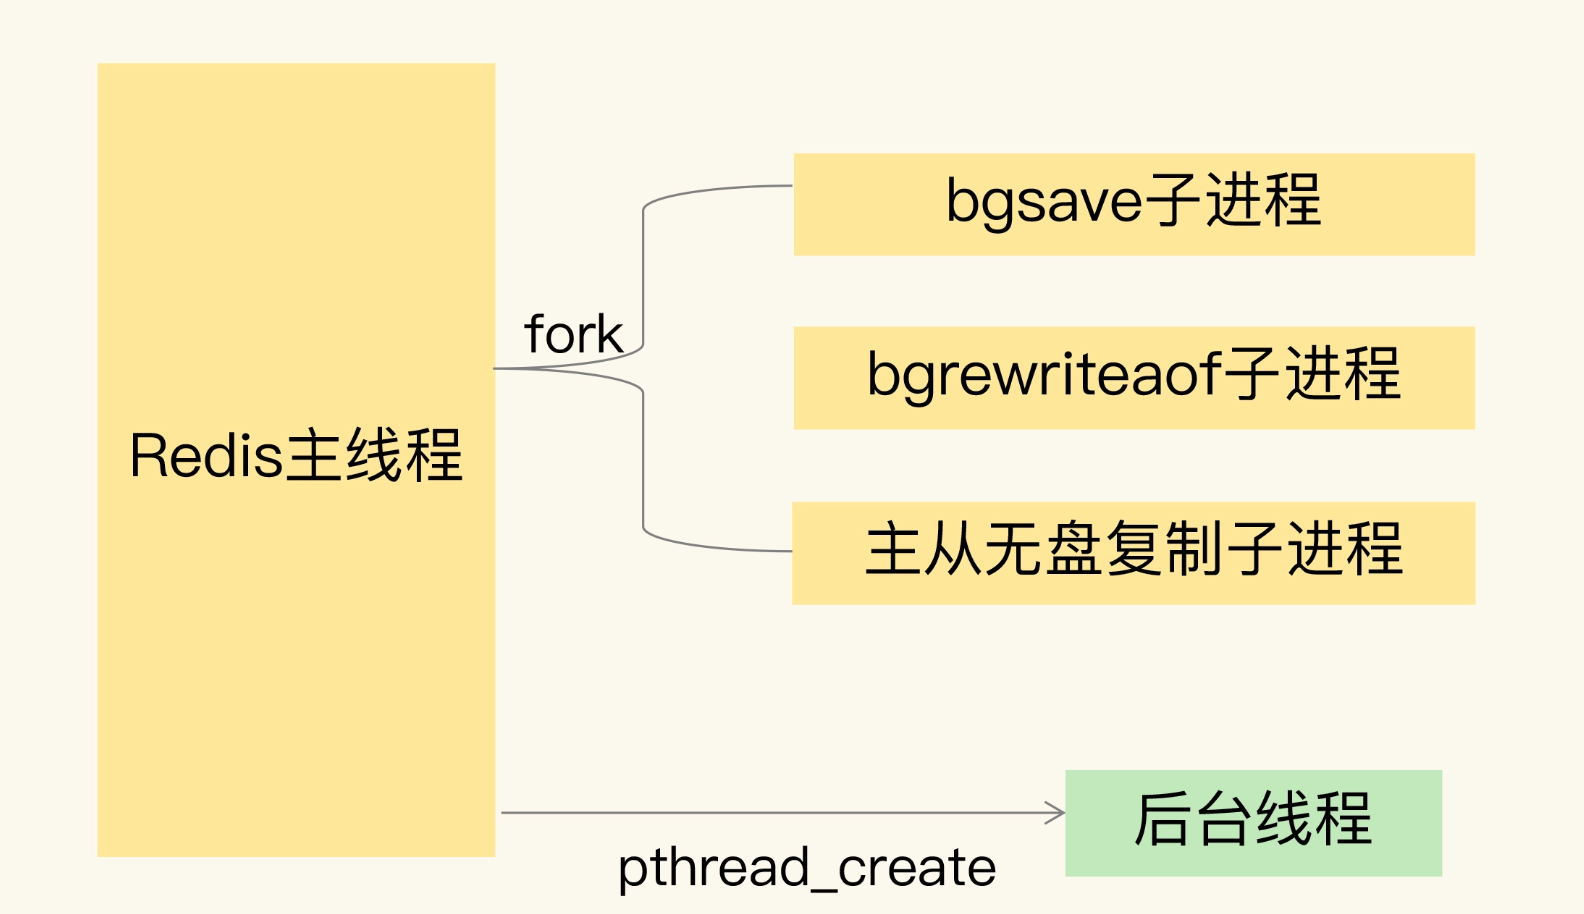 bgsave子进程
fork
bgrewriteaof子进程
Redis主线程
主从无盘复制子进程
后台线程
pthread_create